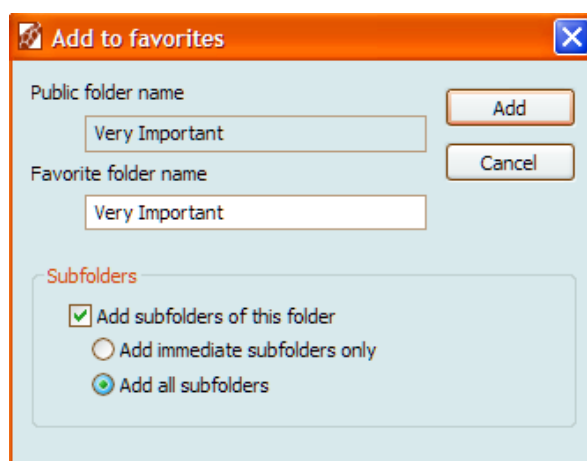 Add to favorites
Public folder name
Add
Very Important
Cancel
Favorite folder name
Very Important
Subfolders
Add subfolders of this folder
Add immediate subfolders only
Add all subfolders